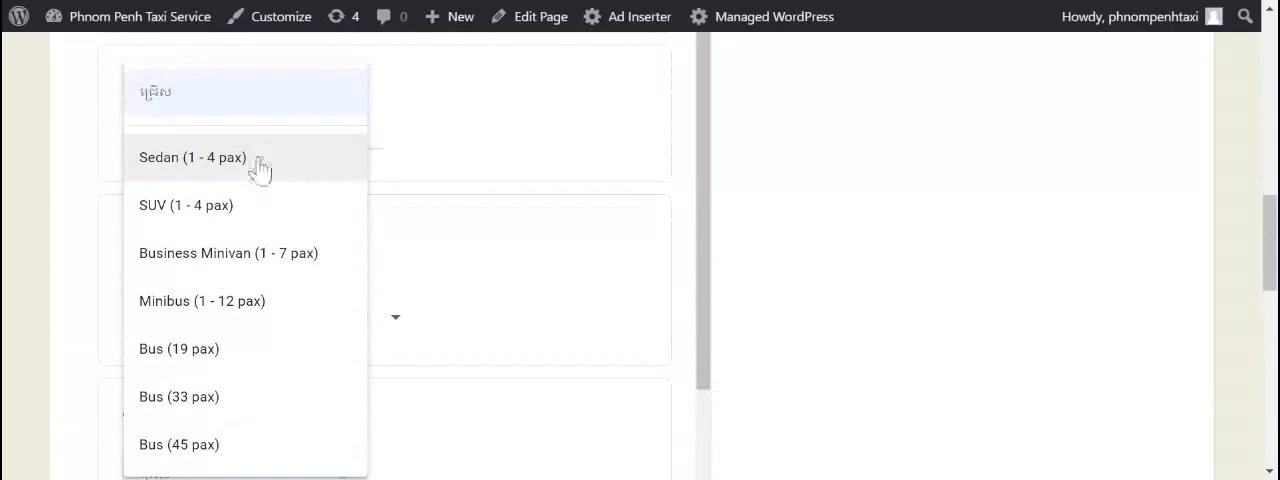 Phnom Penh Taxi Service Customize 4 0 New Edit Page Ad Inserter Managed WordPress Howdy, phnompenhtaxi
ជ្រើស
Sedan (1 - 4 pax)
SUV (1 - 4 pax)
Business Minivan (1 - 7 pax)
Minibus (1 - 12 pax)
Bus (19 pax)
Bus (33 pax)
Bus (45 pax)